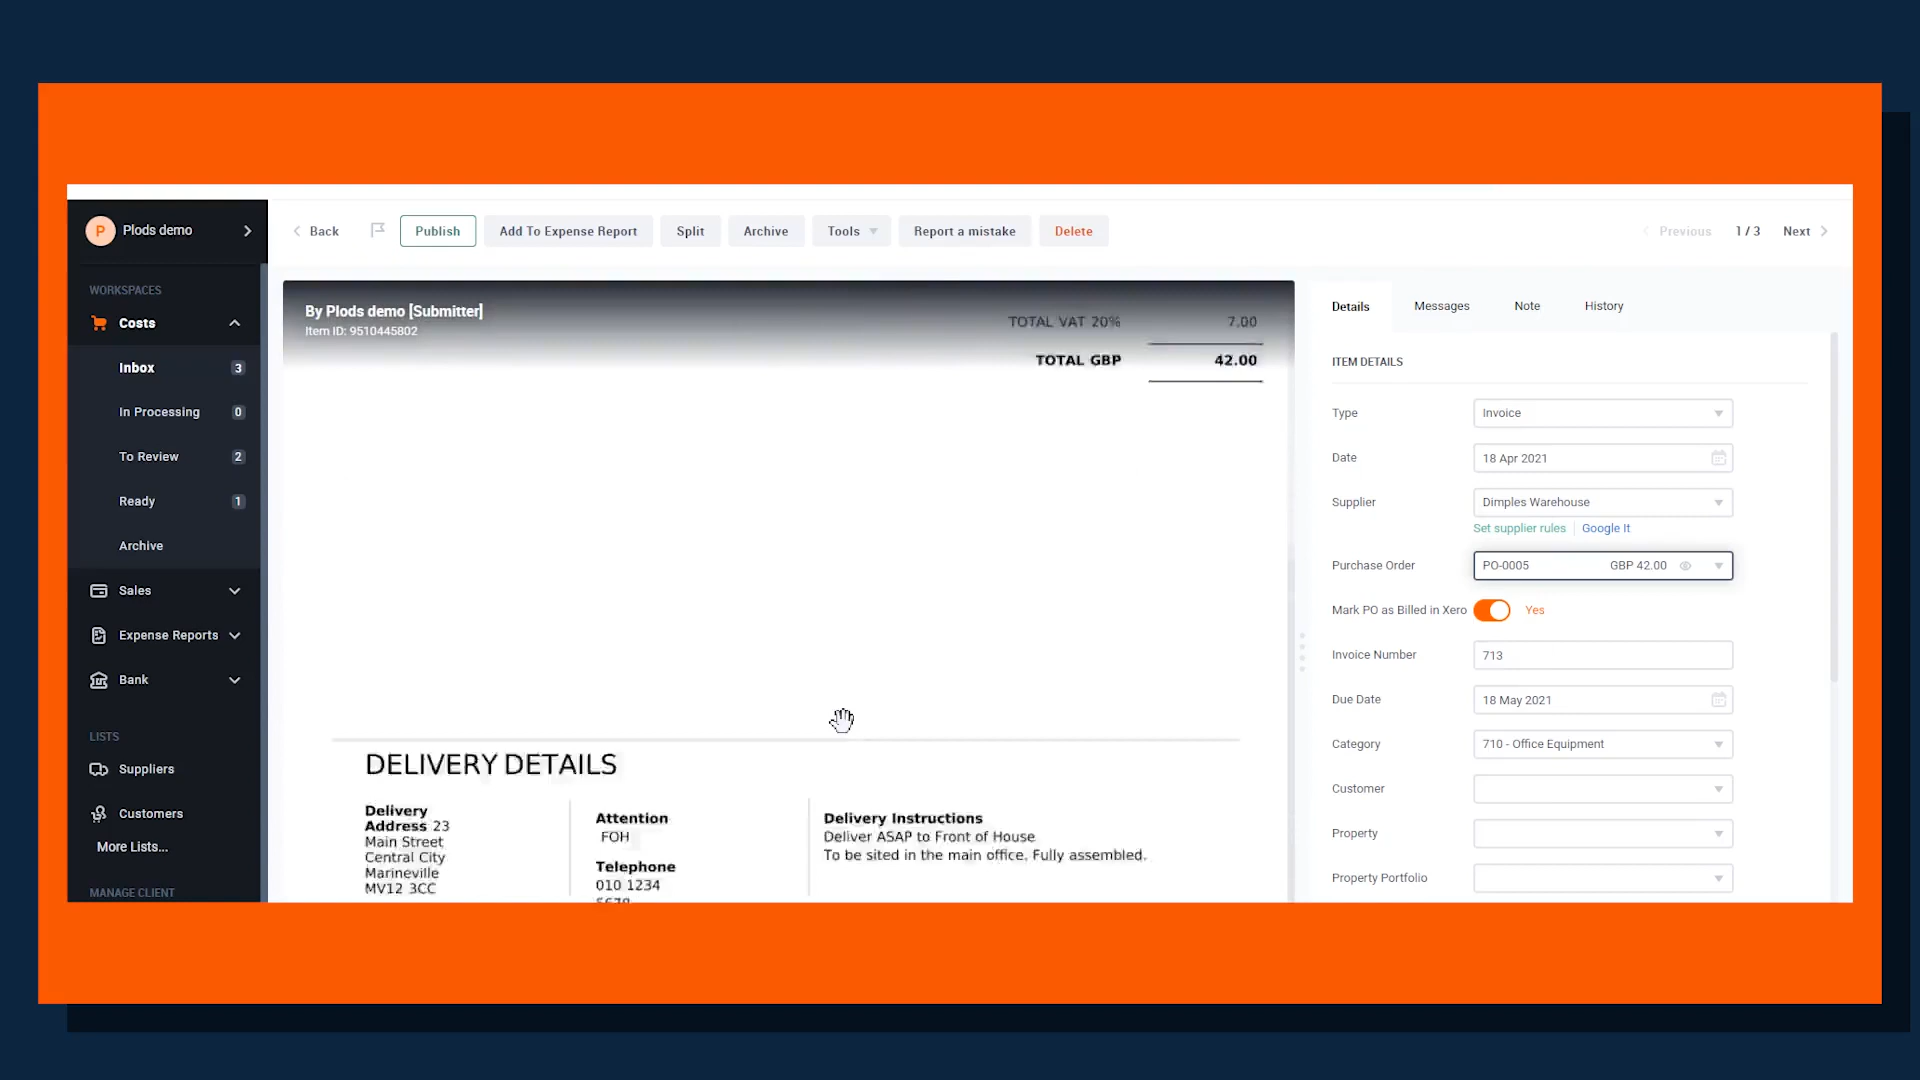 P Plods demo
WORKSPACES
Costs
Inbox 3
In Processing 0
To Review 2
Ready 1
Archive
Sales
Expense Reports
Bank
LISTS
Suppliers
Customers
More Lists...
MANAGE CLIENT
Back
Publish
Add To Expense Report
Split
Archive
Tools
Report a mistake
Delete
Previous 1 / 3 Next
By Plods demo [Submitter]
Item ID: 9510445802
TOTAL VAT 20% 7.00
TOTAL GBP 42.00
DELIVERY DETAILS
Delivery
Address 23
Main Street
Central City
Marineville
MV12 3CC
Attention
FOH
Telephone
010 1234
5678
Delivery Instructions
Deliver ASAP to Front of House
To be sited in the main office. Fully assembled.
Details Messages Note History
ITEM DETAILS
Type Invoice
Date 18 Apr 2021
Supplier Dimples Warehouse
Set supplier rules Google It
Purchase Order PO-0005 GBP 42.00
Mark PO as Billed in Xero Yes
Invoice Number 713
Due Date 18 May 2021
Category 710 - Office Equipment
Customer
Property
Property Portfolio